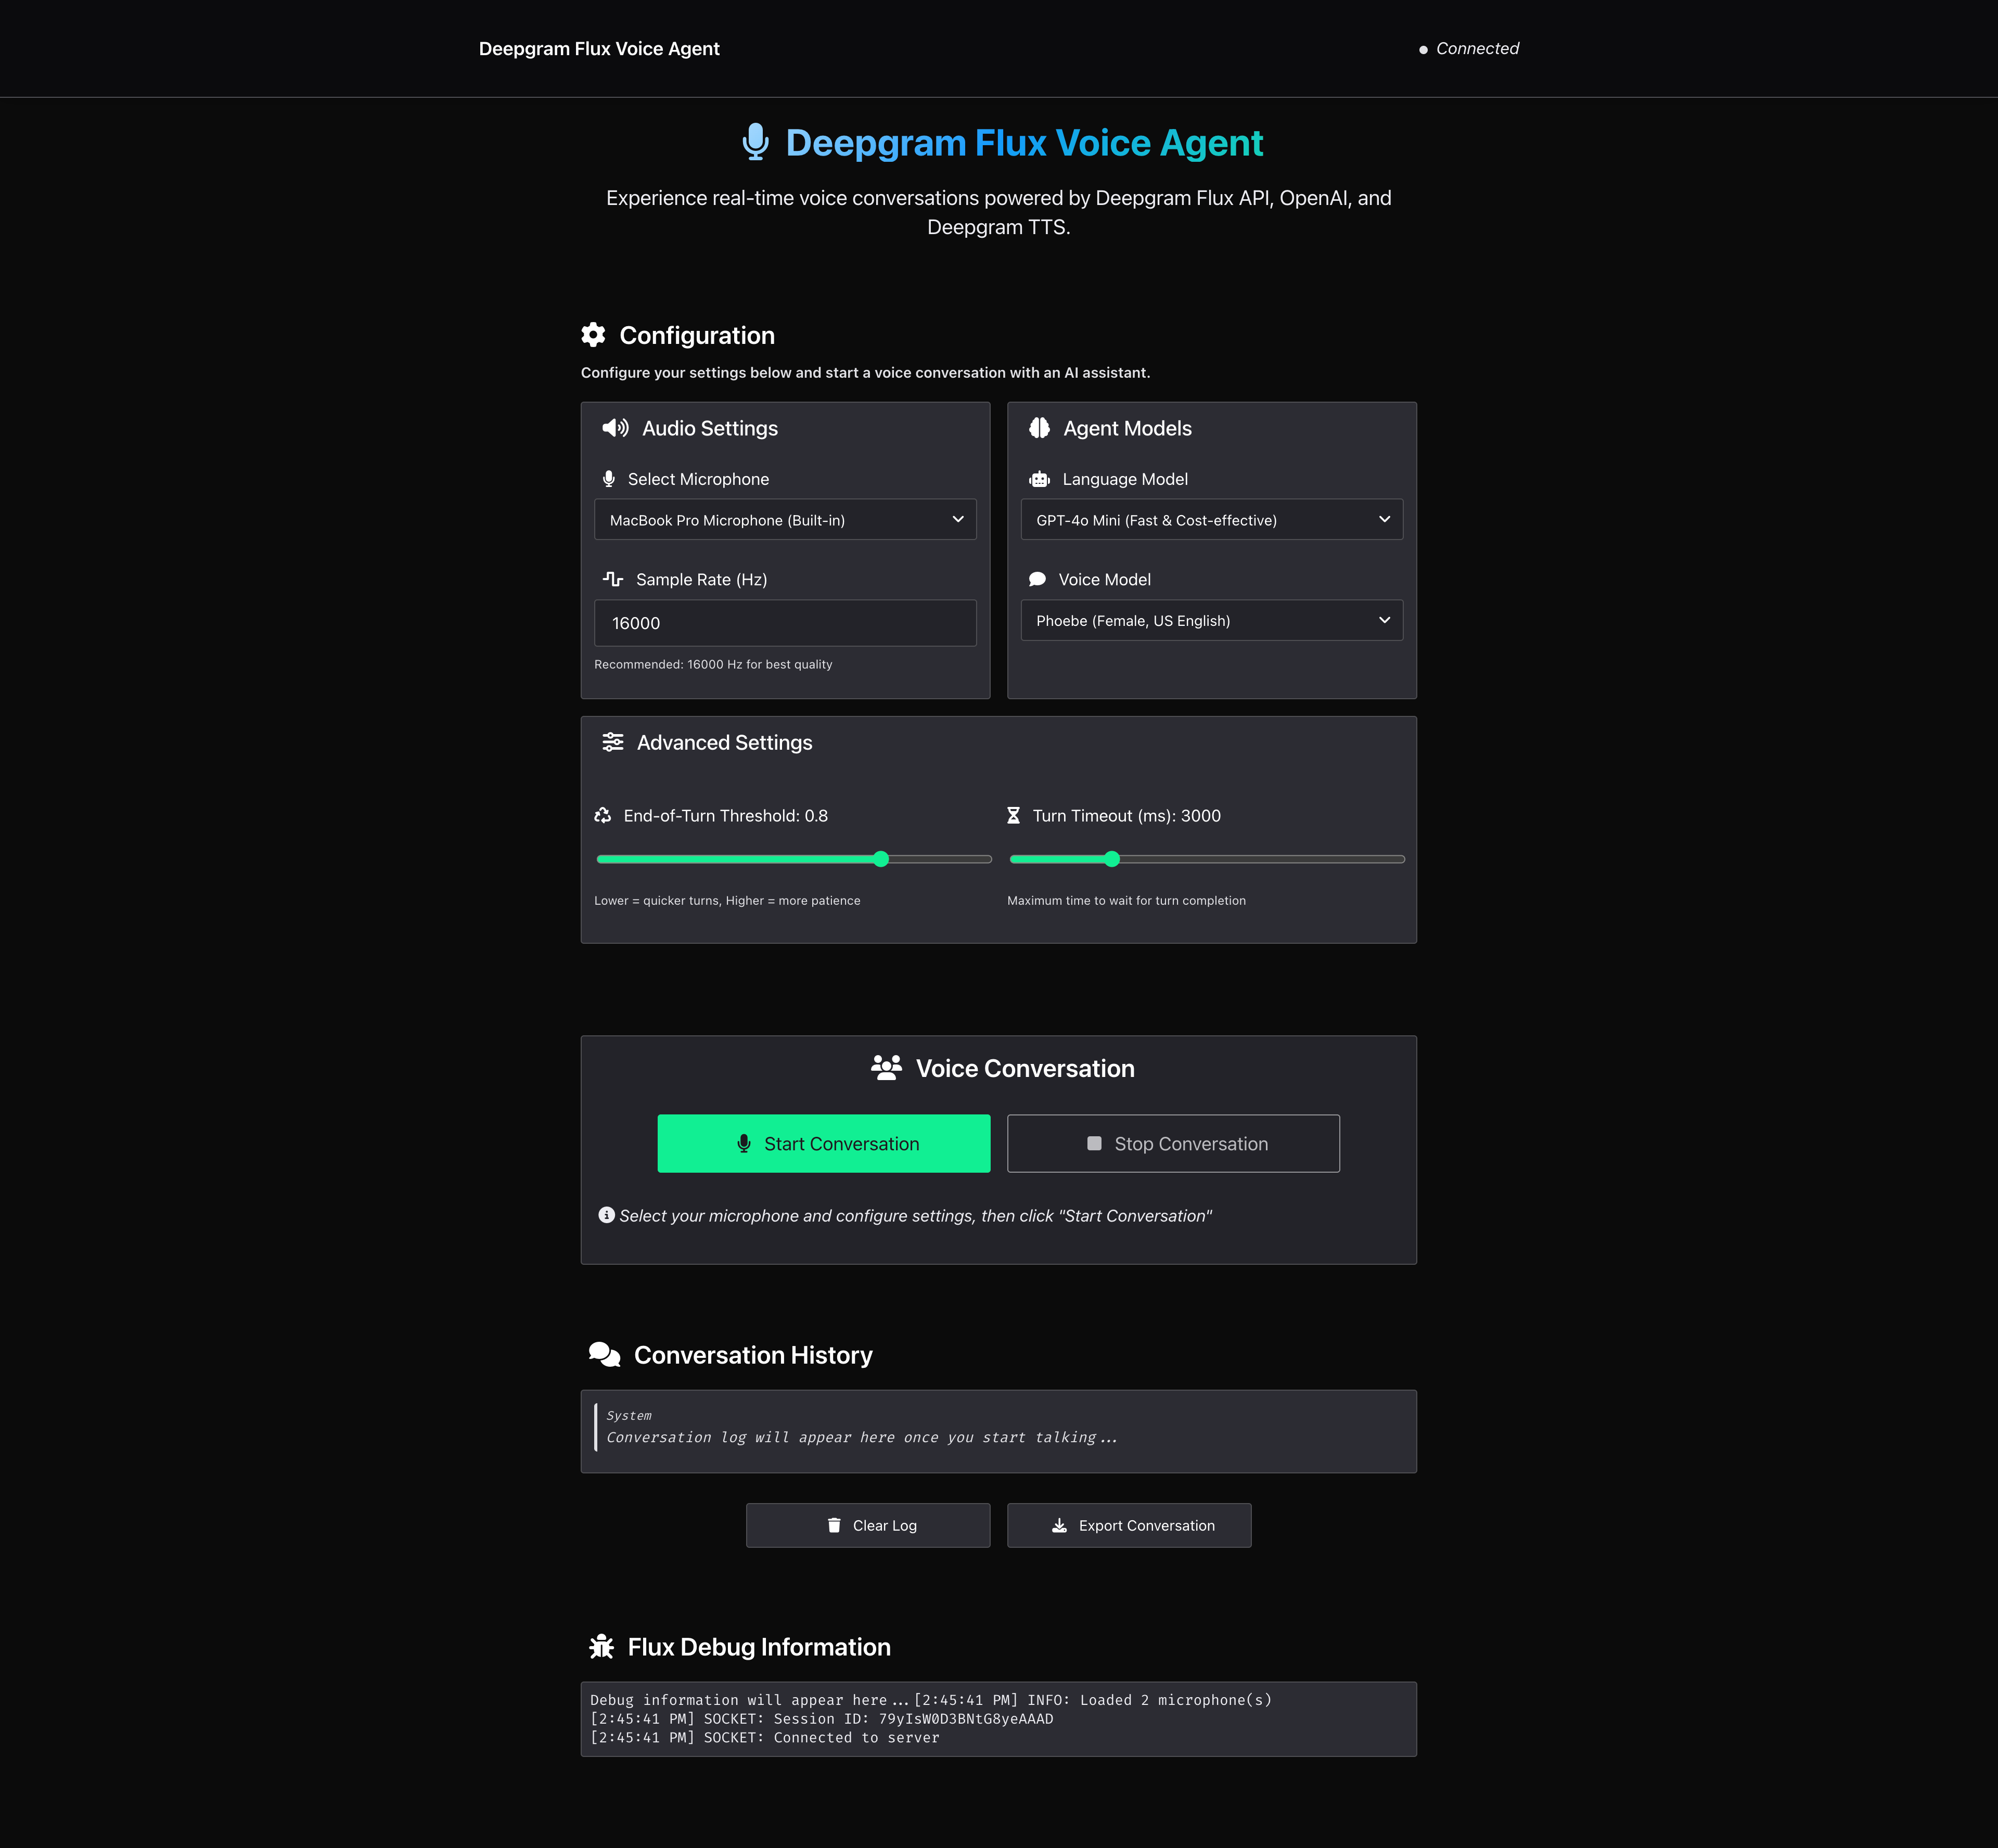 Deepgram Flux Voice Agent
Connected
Deepgram Flux Voice Agent
Experience real-time voice conversations powered by Deepgram Flux API, OpenAI, and
Deepgram TTS.
Configuration
Configure your settings below and start a voice conversation with an AI assistant.
Audio Settings
Select Microphone
MacBook Pro Microphone (Built-in)
Sample Rate (Hz)
16000
Recommended: 16000 Hz for best quality
Agent Models
Language Model
GPT-4o Mini (Fast & Cost-effective)
Voice Model
Phoebe (Female, US English)
Advanced Settings
End-of-Turn Threshold: 0.8
Lower = quicker turns, Higher = more patience
Turn Timeout (ms): 3000
Maximum time to wait for turn completion
Voice Conversation
Start Conversation
Stop Conversation
Select your microphone and configure settings, then click "Start Conversation"
Conversation History
System
Conversation log will appear here once you start talking...
Clear Log
Export Conversation
Flux Debug Information
Debug information will appear here...[2:45:41 PM] INFO: Loaded 2 microphone(s)
[2:45:41 PM] SOCKET: Session ID: 79yIsW0D3BNtG8yeAAAD
[2:45:41 PM] SOCKET: Connected to server